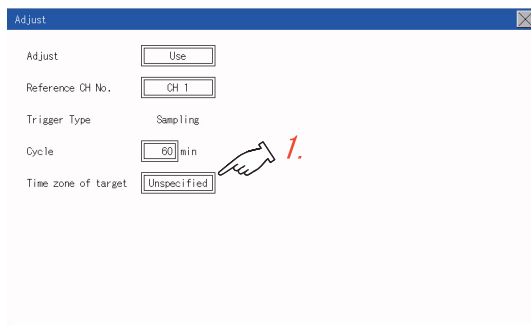 Adjust
Adjust Use
Reference CH No. CH 1
Trigger Type Sampling
Cycle 60 min
Time zone of target Unspecified
1.